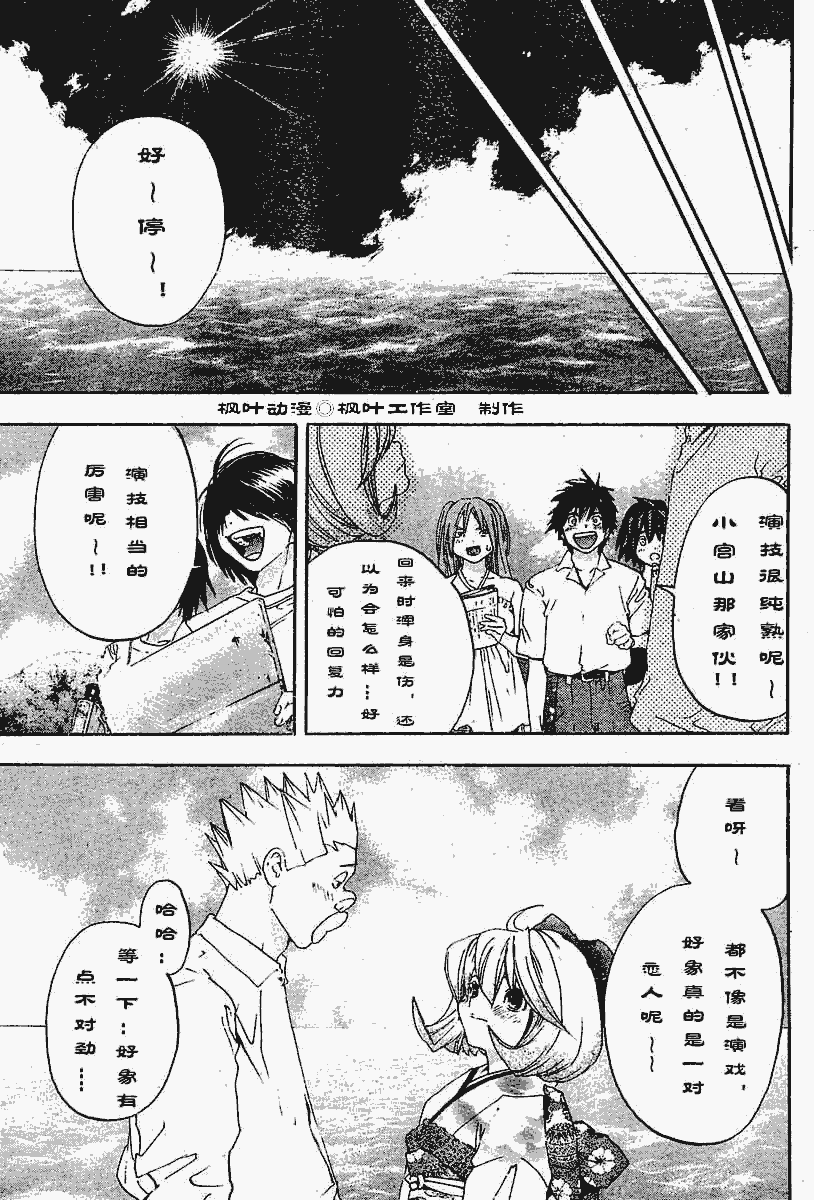 好～停～！
枫叶动漫◎枫叶工作室 制作
演技很纯熟呢～
小宫山那家伙！！
回来时浑身是伤，还
以为会怎么样…好
可怕的回复力
演技相当的
厉害呢～！！
看呀～
都不像是演戏，
好象真的是一对
恋人呢～～
哈哈…
等一下…好象有
点不对劲…